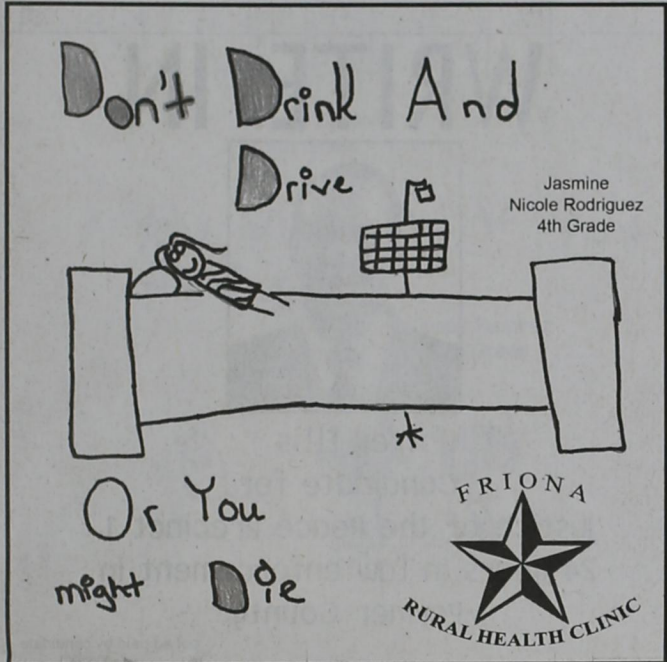 Don't Drink And
Drive
Jasmine
Nicole Rodriguez
4th Grade
Or You
might Die
FRIONA
RURAL HEALTH CLINIC